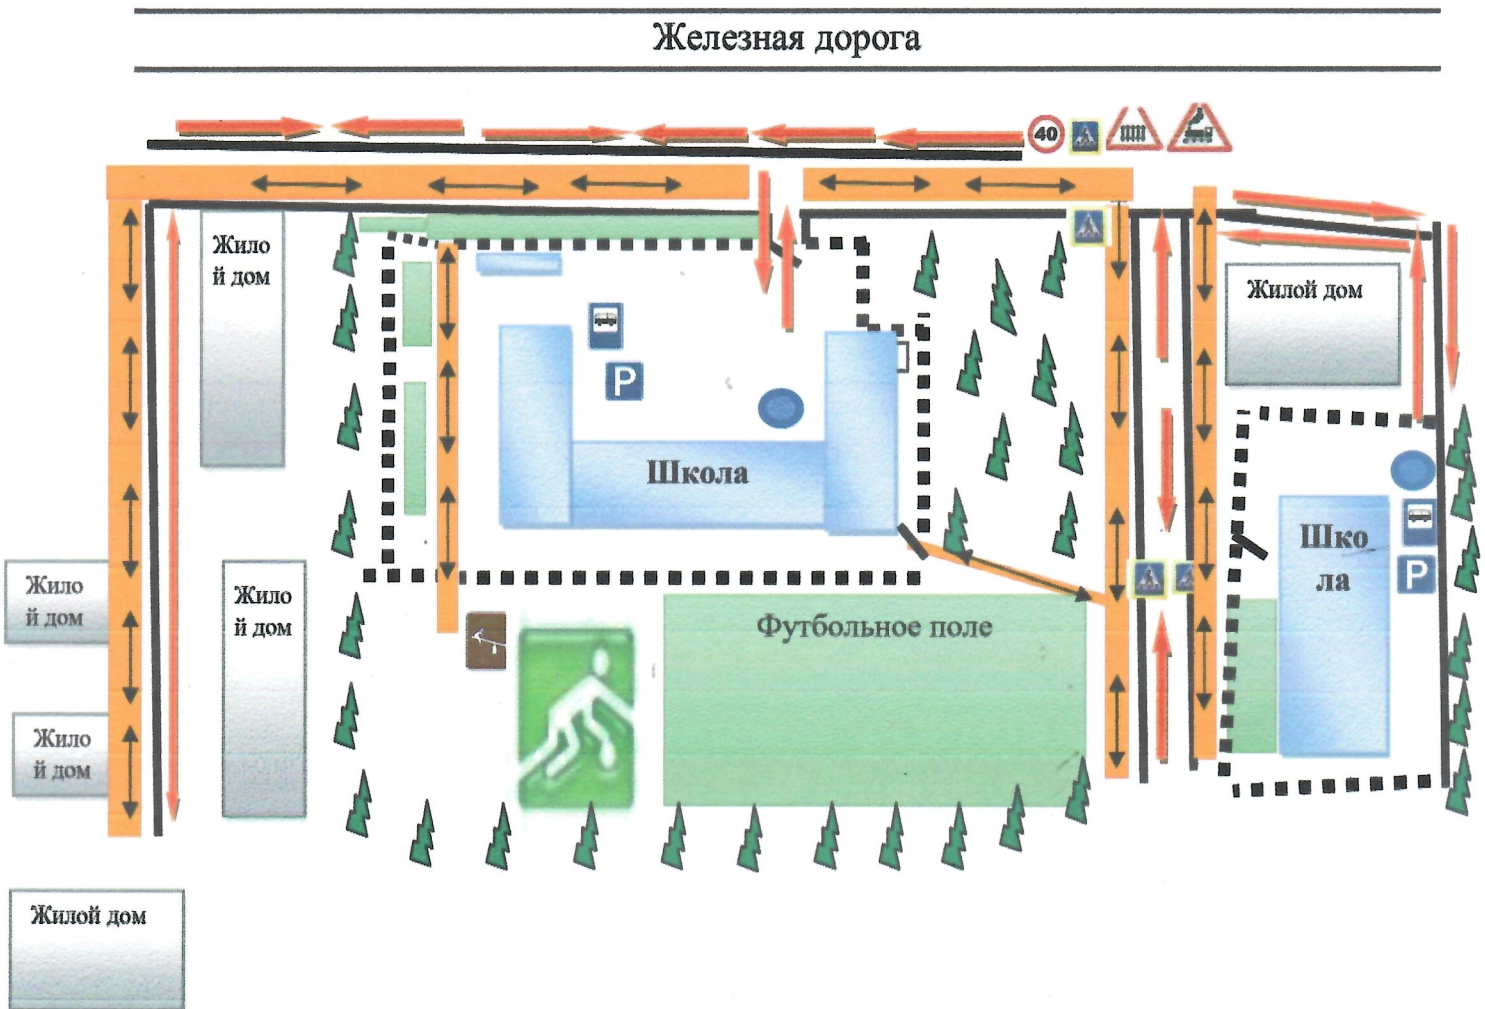 Железная дорога
40
Жило
й дом
Жилой дом
P
Школа
P
Шко
ла
Жило
й дом
Жило
й дом
Футбольное поле
Жило
й дом
Жилой дом